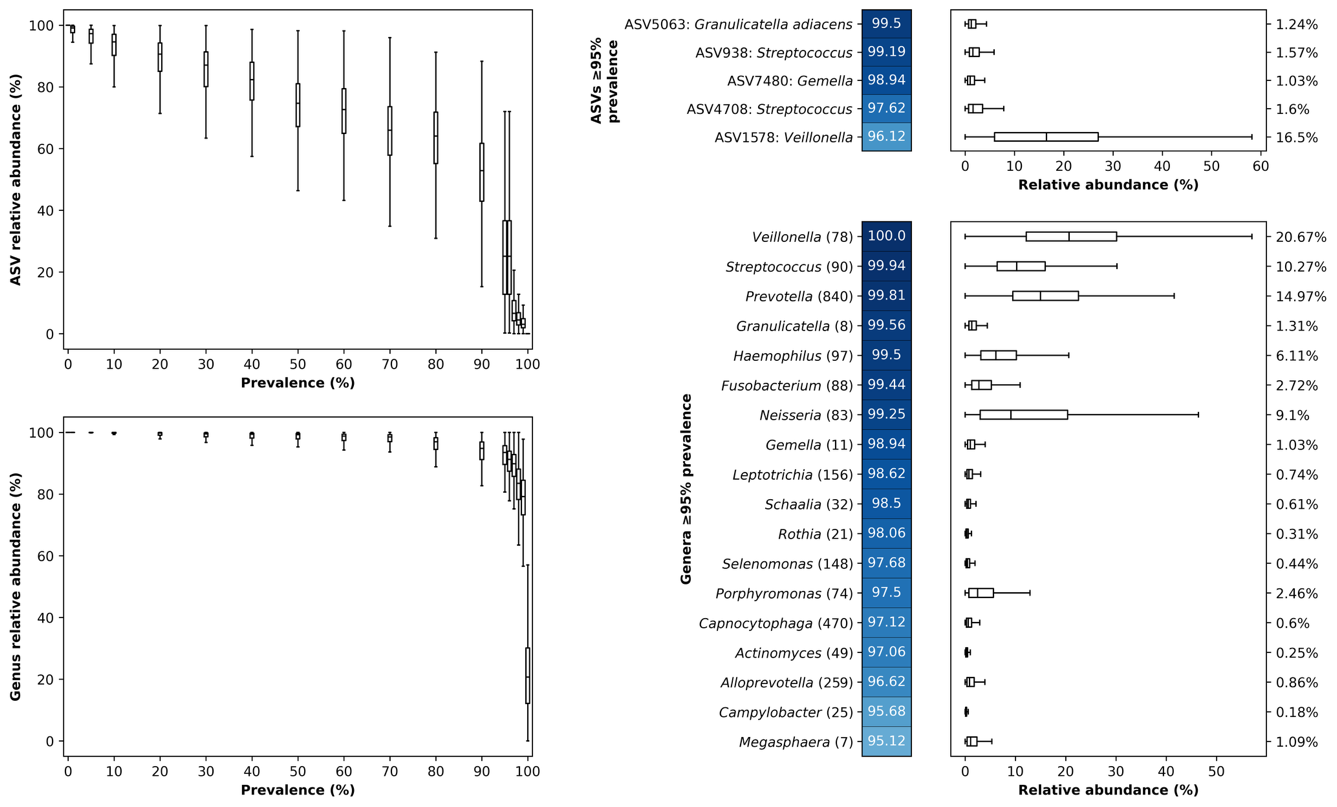 ASV relative abundance (%)
100
80
60
40
20
0
0 10 20 30 40 50 60 70 80 90 100
Prevalence (%)
Genus relative abundance (%)
100
80
60
40
20
0
0 10 20 30 40 50 60 70 80 90 100
Prevalence (%)
ASVs ≥95%
prevalence
ASV5063: Granulicatella adiacens 99.5 1.24%
ASV938: Streptococcus 99.19 1.57%
ASV7480: Gemella 98.94 1.03%
ASV4708: Streptococcus 97.62 1.6%
ASV1578: Veillonella 96.12 16.5%
0 10 20 30 40 50 60
Relative abundance (%)
Genera ≥95% prevalence
Veillonella (78) 100.0 20.67%
Streptococcus (90) 99.94 10.27%
Prevotella (840) 99.81 14.97%
Granulicatella (8) 99.56 1.31%
Haemophilus (97) 99.5 6.11%
Fusobacterium (88) 99.44 2.72%
Neisseria (83) 99.25 9.1%
Gemella (11) 98.94 1.03%
Leptotrichia (156) 98.62 0.74%
Schaalia (32) 98.5 0.61%
Rothia (21) 98.06 0.31%
Selenomonas (148) 97.68 0.44%
Porphyromonas (74) 97.5 2.46%
Capnocytophaga (470) 97.12 0.6%
Actinomyces (49) 97.06 0.25%
Alloprevotella (259) 96.62 0.86%
Campylobacter (25) 95.68 0.18%
Megasphaera (7) 95.12 1.09%
0 10 20 30 40 50
Relative abundance (%)